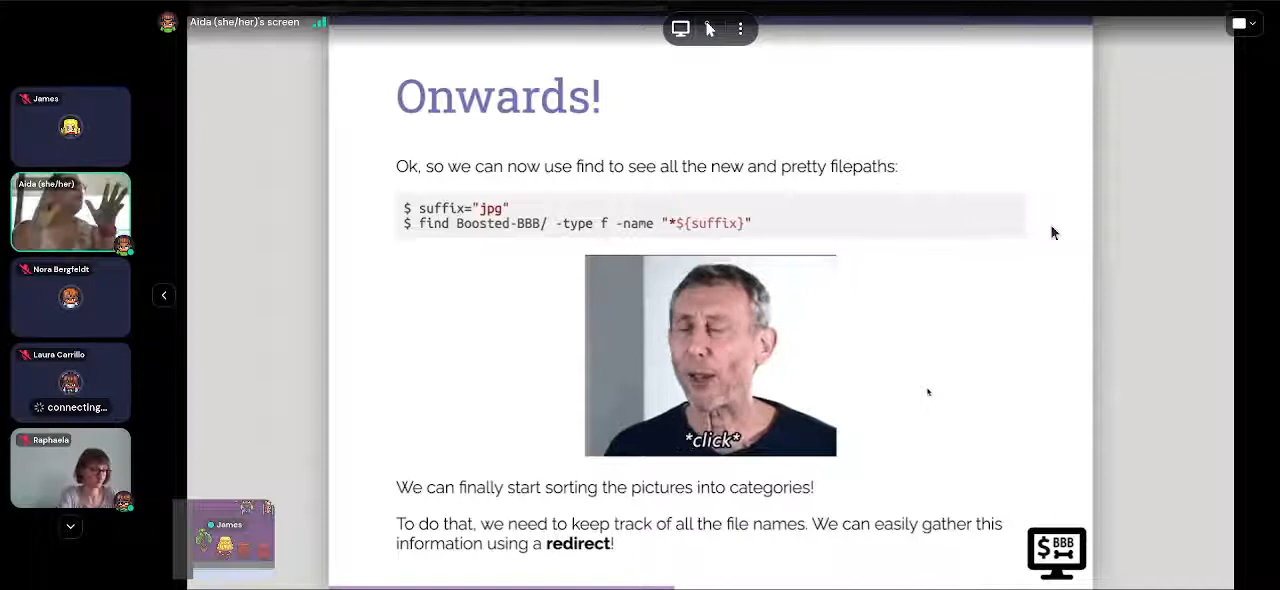 Aida (she/her)'s screen
James
Aida (she/her)
Nora Bergfeldt
Laura Carrillo
connecting...
Raphaela
James
Onwards!
Ok, so we can now use find to see all the new and pretty filepaths:
$ suffix="jpg"
$ find Boosted-BBB/ -type f -name "*${suffix}"
*click*
We can finally start sorting the pictures into categories!
To do that, we need to keep track of all the file names. We can easily gather this
information using a redirect!
$ BBB